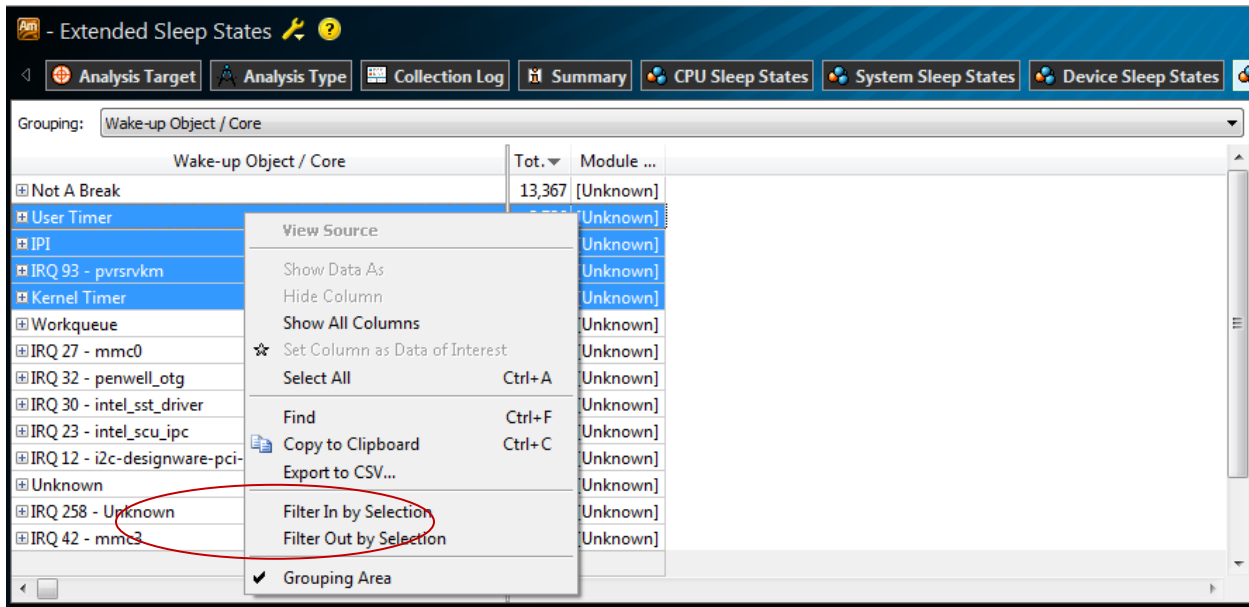 Am - Extended Sleep States ?
Analysis Target Analysis Type Collection Log Summary CPU Sleep States System Sleep States Device Sleep States
Grouping: Wake-up Object / Core
Wake-up Object / Core Tot. Module ...
Not A Break 13,367 [Unknown]
User Timer [Unknown]
IPI [Unknown]
IRQ 93 - pvrsrvkm [Unknown]
Kernel Timer [Unknown]
Workqueue [Unknown]
IRQ 27 - mmc0 [Unknown]
IRQ 32 - penwell_otg [Unknown]
IRQ 30 - intel_sst_driver [Unknown]
IRQ 23 - intel_scu_ipc [Unknown]
IRQ 12 - i2c-designware-pci- [Unknown]
Unknown [Unknown]
IRQ 258 - Unknown [Unknown]
IRQ 42 - mmc3 [Unknown]
View Source
Show Data As
Hide Column
Show All Columns
Set Column as Data of Interest
Select All Ctrl+A
Find Ctrl+F
Copy to Clipboard Ctrl+C
Export to CSV...
Filter In by Selection
Filter Out by Selection
Grouping Area